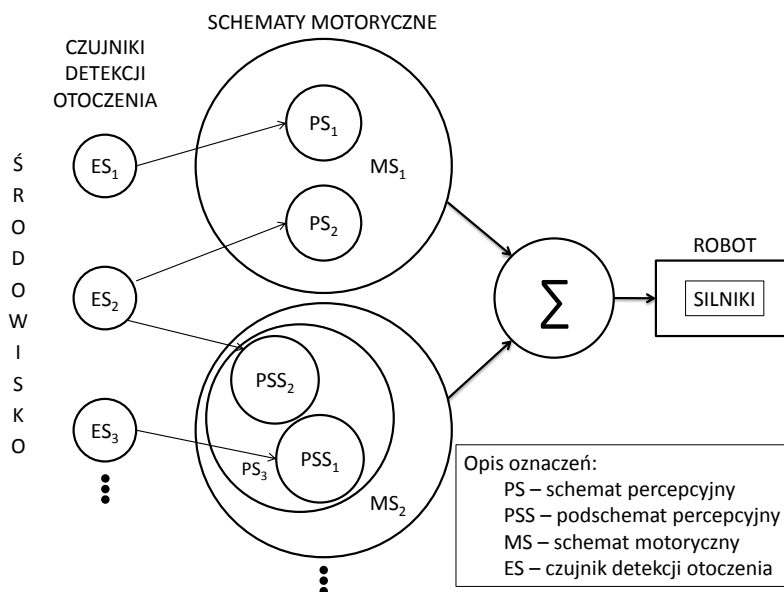 SCHEMATY MOTORYCZNE
CZUJNIKI
DETEKCJI
OTOCZENIA
ŚRODOWISKO
ES₁
ES₂
ES₃
PS₁
MS₁
PS₂
PSS₂
PSS₁
PS₃
MS₂
∑
ROBOT
SILNIKI
Opis oznaczeń:
PS – schemat percepcyjny
PSS – podschemat percepcyjny
MS – schemat motoryczny
ES – czujnik detekcji otoczenia